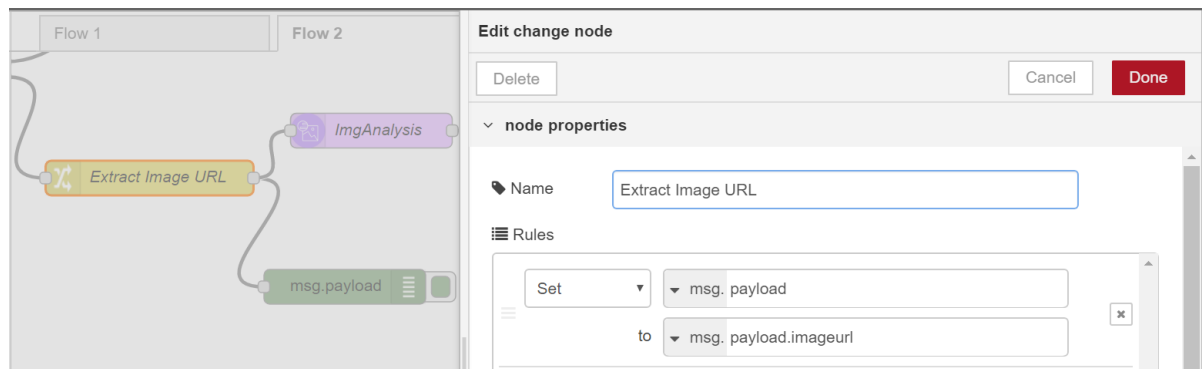 Flow 1
Flow 2
ImgAnalysis
Extract Image URL
msg.payload
Edit change node
Delete
Cancel
Done
node properties
Name
Extract Image URL
Rules
Set
msg. payload
to
msg. payload.imageurl